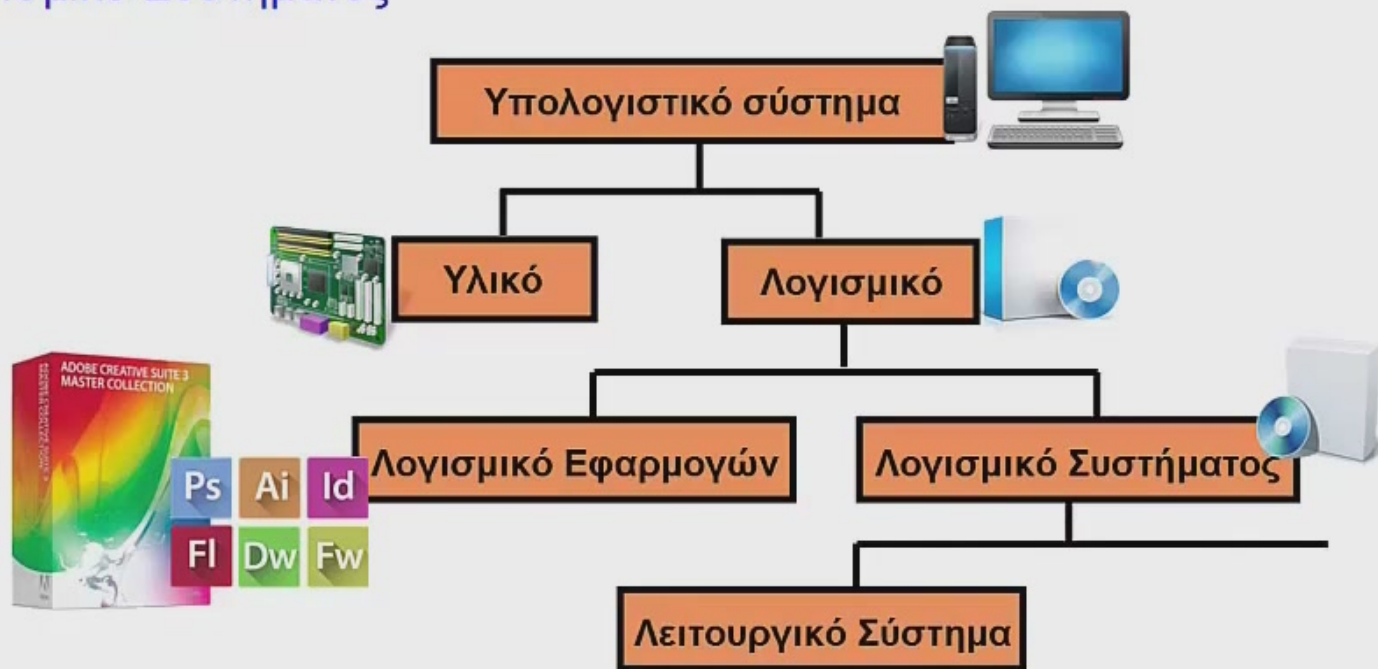 Υπολογιστικό σύστημα
Υλικό
Λογισμικό
ADOBE CREATIVE SUITE 3
MASTER COLLECTION
Λογισμικό Εφαρμογών
Λογισμικό Συστήματος
Ps Ai Id
Fl Dw Fw
Λειτουργικό Σύστημα